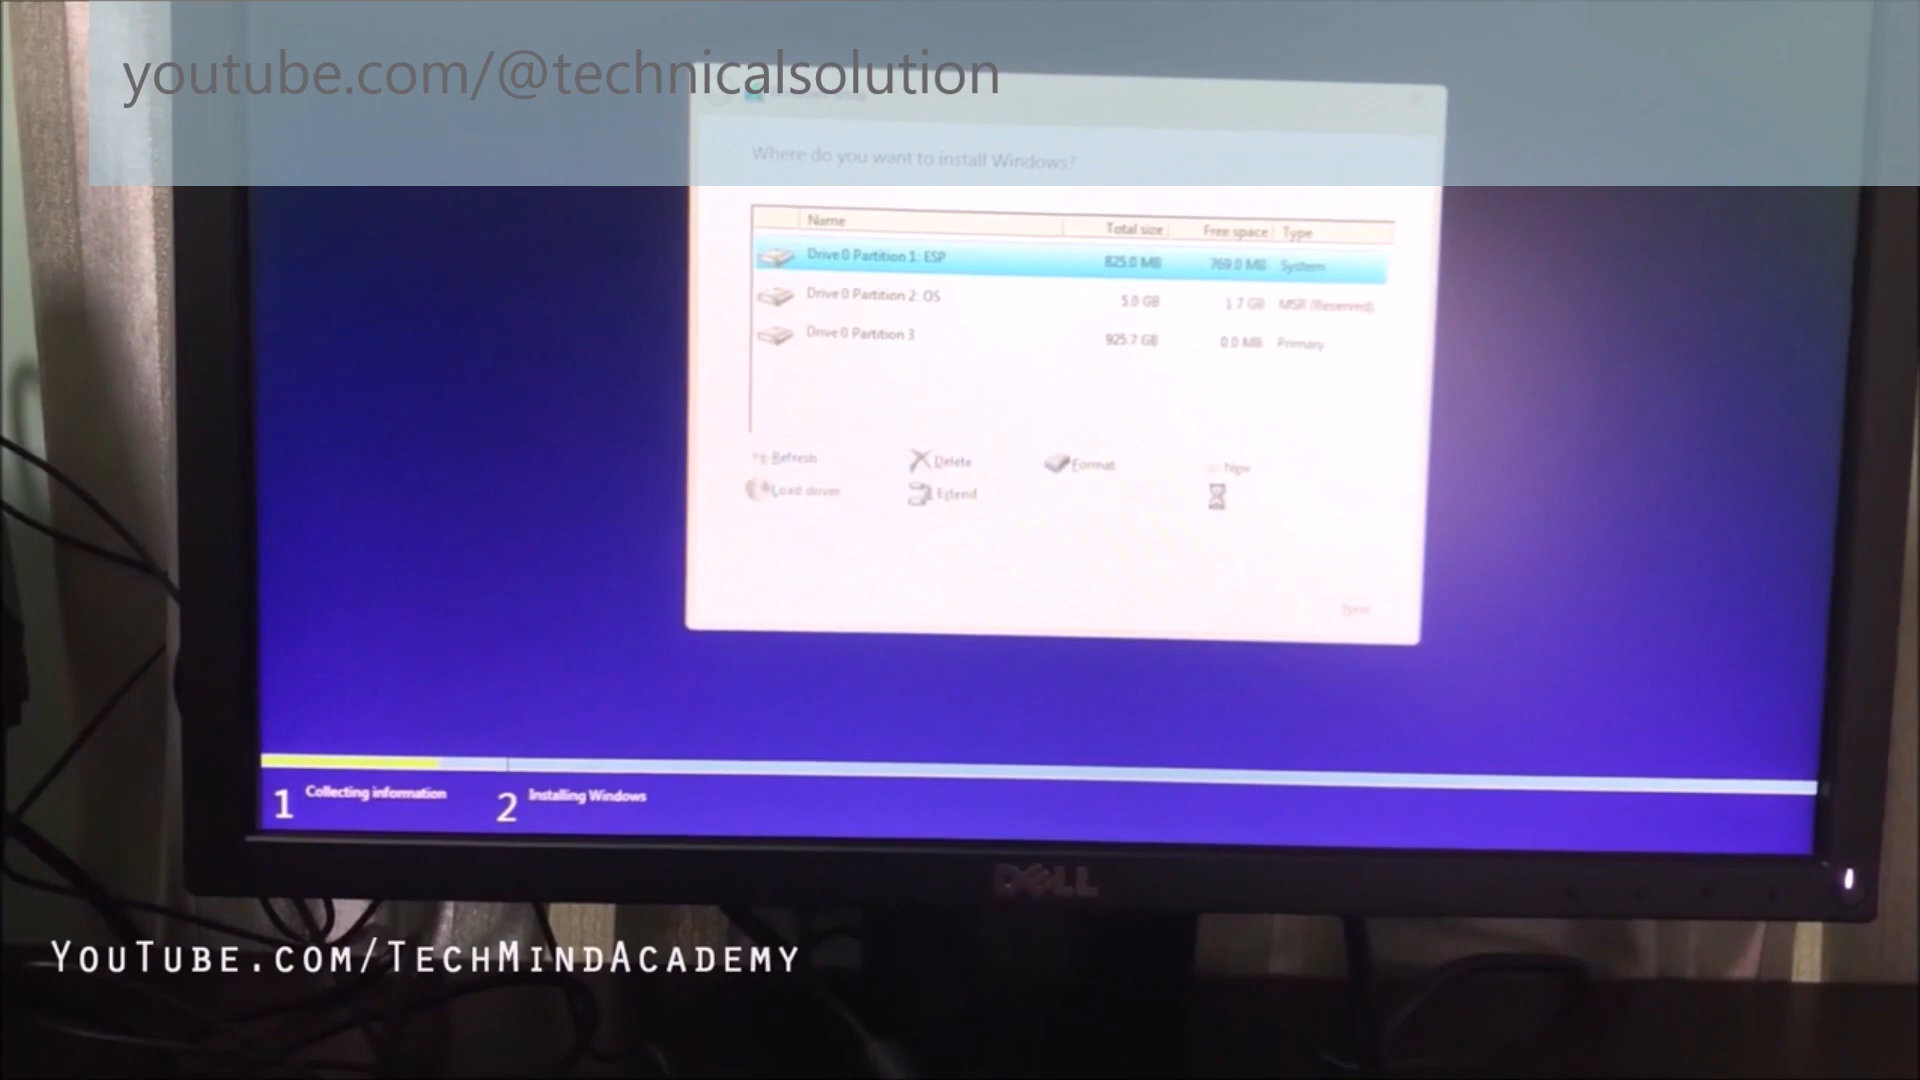 youtube.com/@technicalsolution
Where do you want to install Windows?
Name Total size Free space Type
Drive 0 Partition 1: ESP 825.0 MB 769.0 MB System
Drive 0 Partition 2: OS 5.0 GB 1.7 GB MSR (Reserved)
Drive 0 Partition 3 925.7 GB 0.0 MB Primary
Refresh Delete Format New
Load driver Extend
Next
1 Collecting information 2 Installing Windows
DELL
YouTube.com/TechMindAcademy